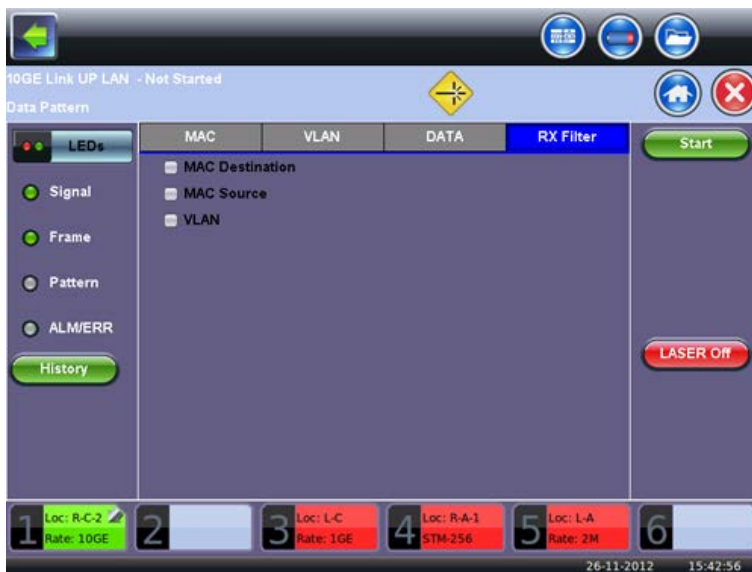 10GE Link UP LAN - Not Started
Data Pattern
LEDs
MAC
VLAN
DATA
RX Filter
Start
MAC Destination
MAC Source
VLAN
Signal
Frame
Pattern
ALM/ERR
History
LASER Off
1 Loc: R-C-2
Rate: 10GE
2
3 Loc: L-C
Rate: 1GE
4 Loc: R-A-1
STM-256
5 Loc: L-A
Rate: 2M
6
26-11-2012 15:42:56